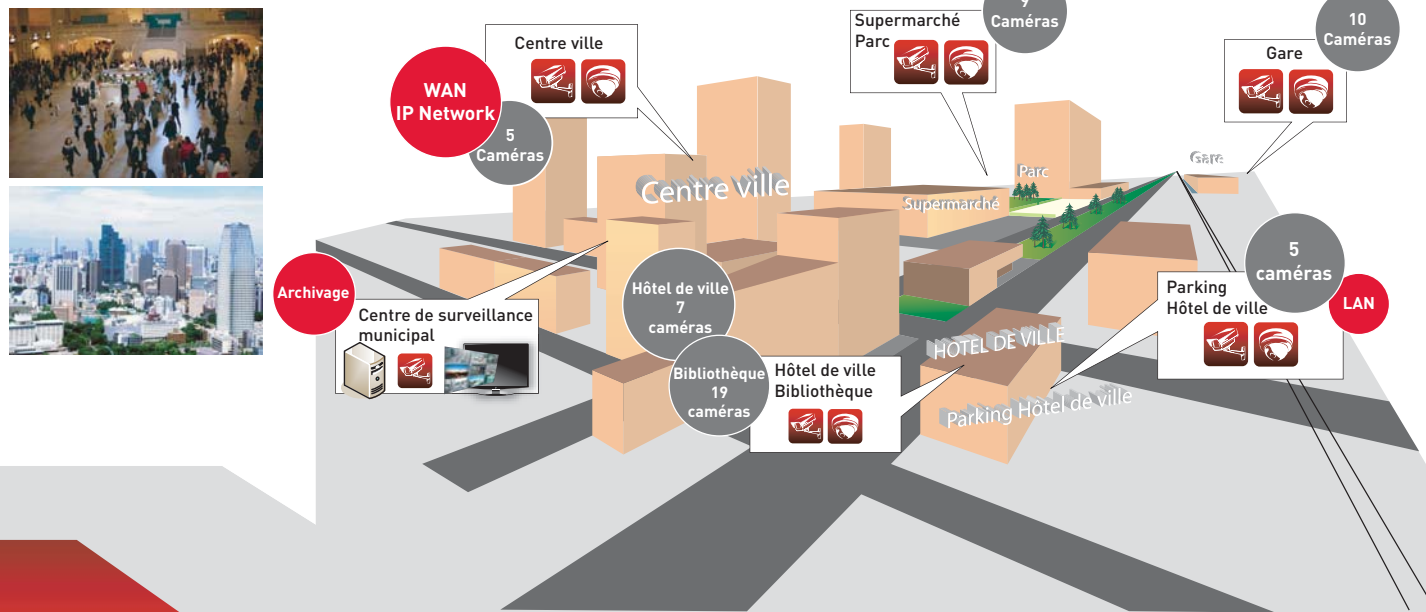 Centre ville
WAN
IP Network
5
Caméras
Supermarché
Parc
9
Caméras
10
Caméras
Gare
Centre ville
Supermarché
Parc
Gare
Archivage
Centre de surveillance
municipal
Hôtel de ville
7
caméras
Bibliothèque
19
caméras
Hôtel de ville
Bibliothèque
HOTEL DE VILLE
Parking Hôtel de ville
5
caméras
Parking
Hôtel de ville
LAN